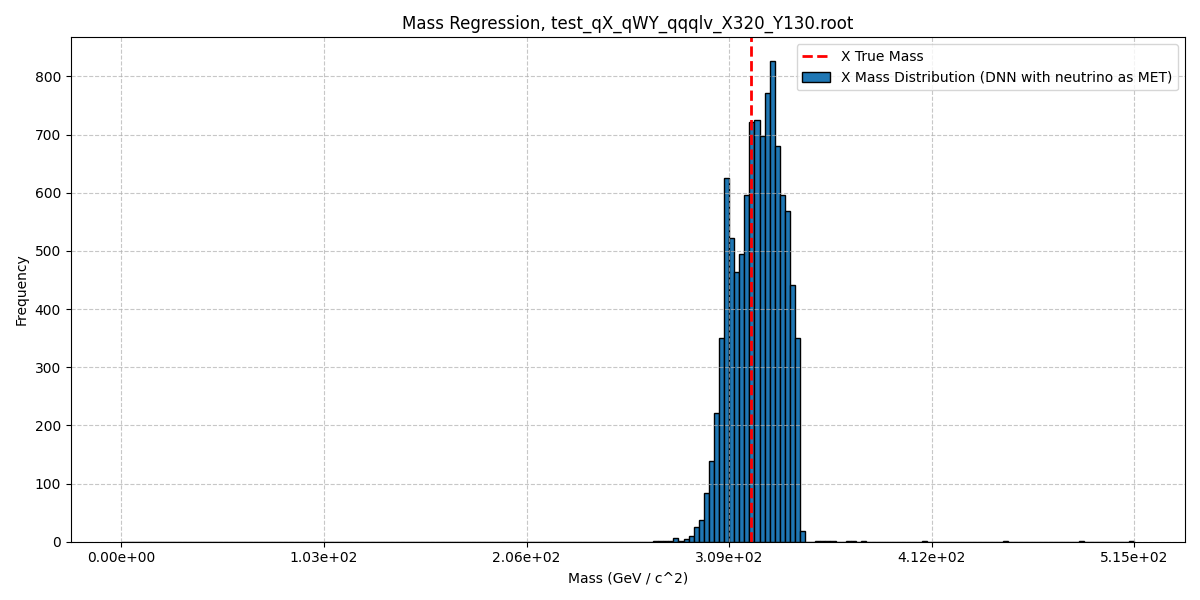 Mass Regression, test_qX_qWY_qqqlv_X320_Y130.root
X True Mass
X Mass Distribution (DNN with neutrino as MET)
Frequency
800
700
600
500
400
300
200
100
0
0.00e+00 1.03e+02 2.06e+02 3.09e+02 4.12e+02 5.15e+02
Mass (GeV / c^2)